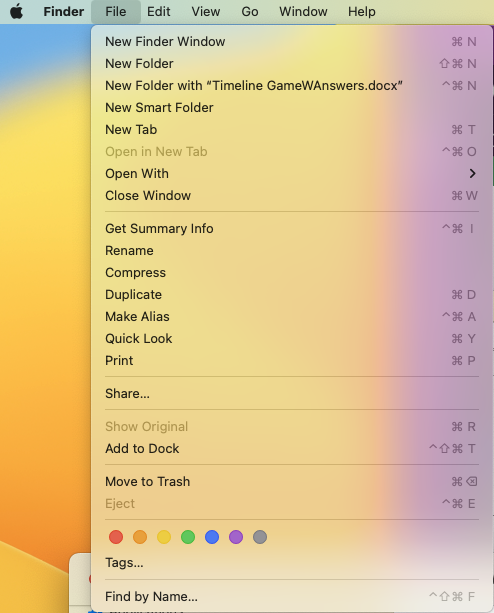 Finder File Edit View Go Window Help
New Finder Window ⌘ N
New Folder ⇧⌘ N
New Folder with “Timeline GameWAnswers.docx” ^⌘ N
New Smart Folder
New Tab ⌘ T
Open in New Tab ^⌘ O
Open With >
Close Window ⌘ W
Get Summary Info ^⌘ I
Rename
Compress
Duplicate ⌘ D
Make Alias ^⌘ A
Quick Look ⌘ Y
Print ⌘ P
Share...
Show Original ⌘ R
Add to Dock ^⇧⌘ T
Move to Trash ⌘⌫
Eject ^⌘ E
Tags...
Find by Name... ^⇧⌘ F